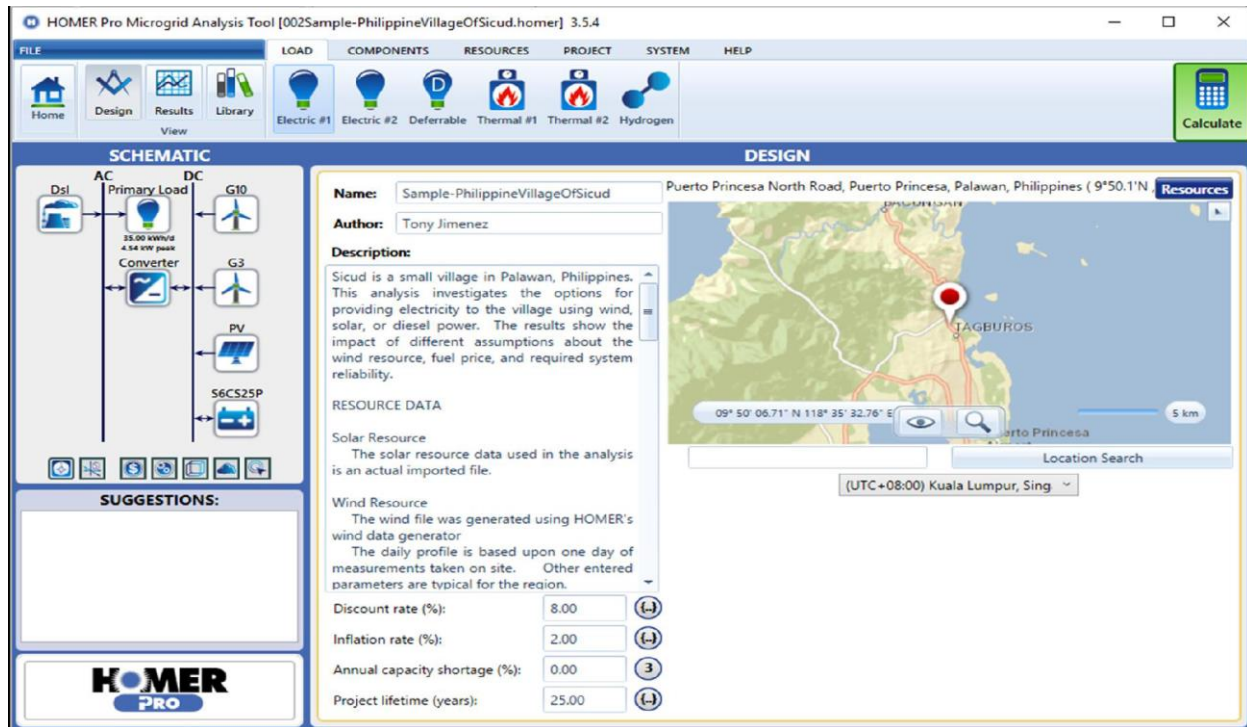 HOMER Pro Microgrid Analysis Tool [002Sample-PhilippineVillageOfSicud.homer] 3.5.4
FILE
LOAD COMPONENTS RESOURCES PROJECT SYSTEM HELP
Home
Design Results Library
View
Electric #1 Electric #2 Deferrable Thermal #1 Thermal #2 Hydrogen
D
Calculate
SCHEMATIC
AC DC
Dsl Primary Load G10
35.00 kWh/d
4.54 kW peak
Converter G3
PV
S6CS25P
SUGGESTIONS:
HOMER
PRO
DESIGN
Name: Sample-PhilippineVillageOfSicud
Author: Tony Jimenez
Description:
Sicud is a small village in Palawan, Philippines.
This analysis investigates the options for
providing electricity to the village using wind,
solar, or diesel power. The results show the
impact of different assumptions about the
wind resource, fuel price, and required system
reliability.
RESOURCE DATA
Solar Resource
The solar resource data used in the analysis
is an actual imported file.
Wind Resource
The wind file was generated using HOMER's
wind data generator
The daily profile is based upon one day of
measurements taken on site. Other entered
parameters are typical for the region.
Discount rate (%): 8.00 {..}
Inflation rate (%): 2.00 {..}
Annual capacity shortage (%): 0.00 3
Project lifetime (years): 25.00 {..}
Puerto Princesa North Road, Puerto Princesa, Palawan, Philippines ( 9°50.1'N ,
Resources
BACUNGAN
TAGBUROS
09° 50' 06.71" N 118° 35' 32.76" E
5 km
erto Princesa
Location Search
(UTC+08:00) Kuala Lumpur, Sing